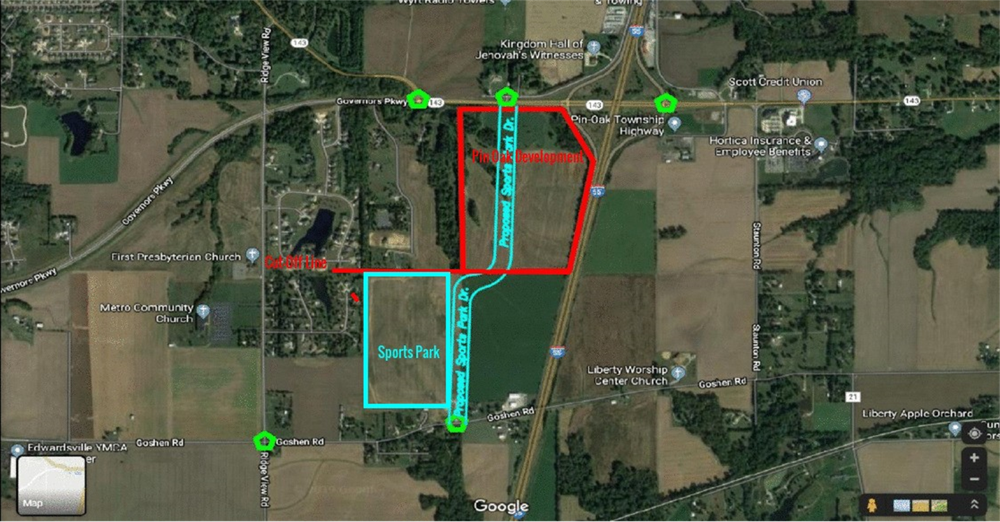 Wyrt Radio Towers
& Towing
55
143
Kingdom Hall of
Jehovah's Witnesses
Ridge View Rd
Scott Credit Union
Governors Pkwy
143
143
143
Pin-Oak Township
Highway
Proposed Sports Park Dr.
Hortica Insurance &
Employee Benefits
Pin Oak Development
Governors Pkwy
55
Staunton Rd
First Presbyterian Church
Cut-Off Line
vernors Pkwy
Metro Community
Church
Proposed Sports Park Dr.
Staunton Rd
Sports Park
Liberty Worship
Center Church
Goshen Rd
21
Goshen Rd
Liberty Apple Orchard
Goshen Rd
Goshen Rd
Edwardsville YMCA
er
Ridge View Rd
Map
Google